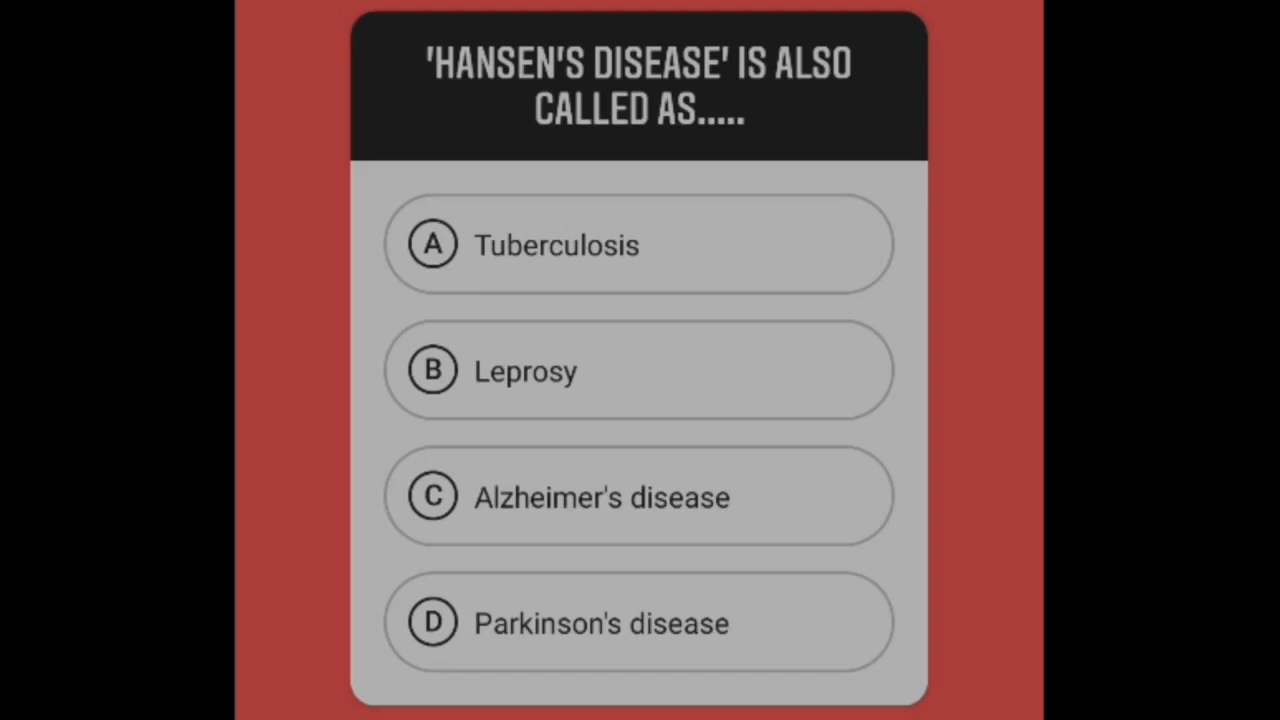 'HANSEN'S DISEASE' IS ALSO
CALLED AS.....
A Tuberculosis
B Leprosy
C Alzheimer's disease
D Parkinson's disease